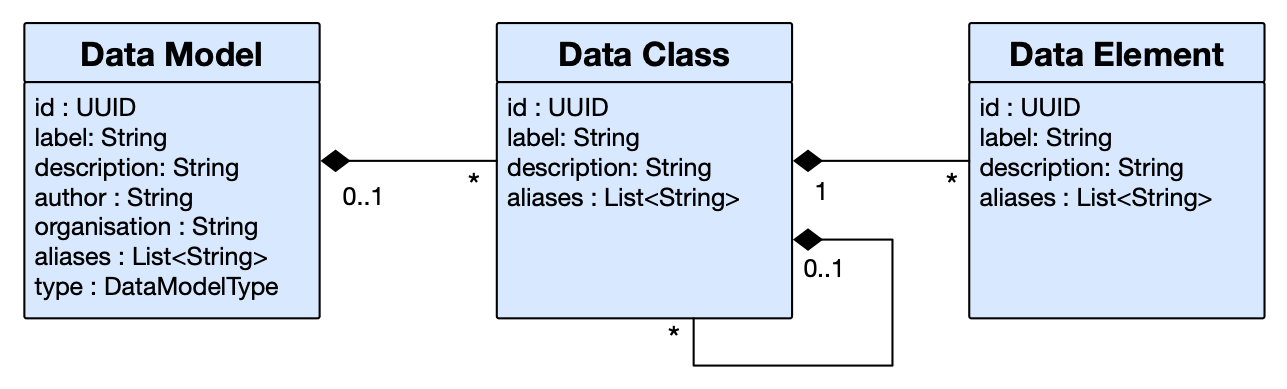 Data Model
id : UUID
label: String
description: String
author : String
organisation : String
aliases : List<String>
type : DataModelType
0..1
*
Data Class
id : UUID
label: String
description: String
aliases : List<String>
1
*
0..1
*
Data Element
id : UUID
label: String
description: String
aliases : List<String>